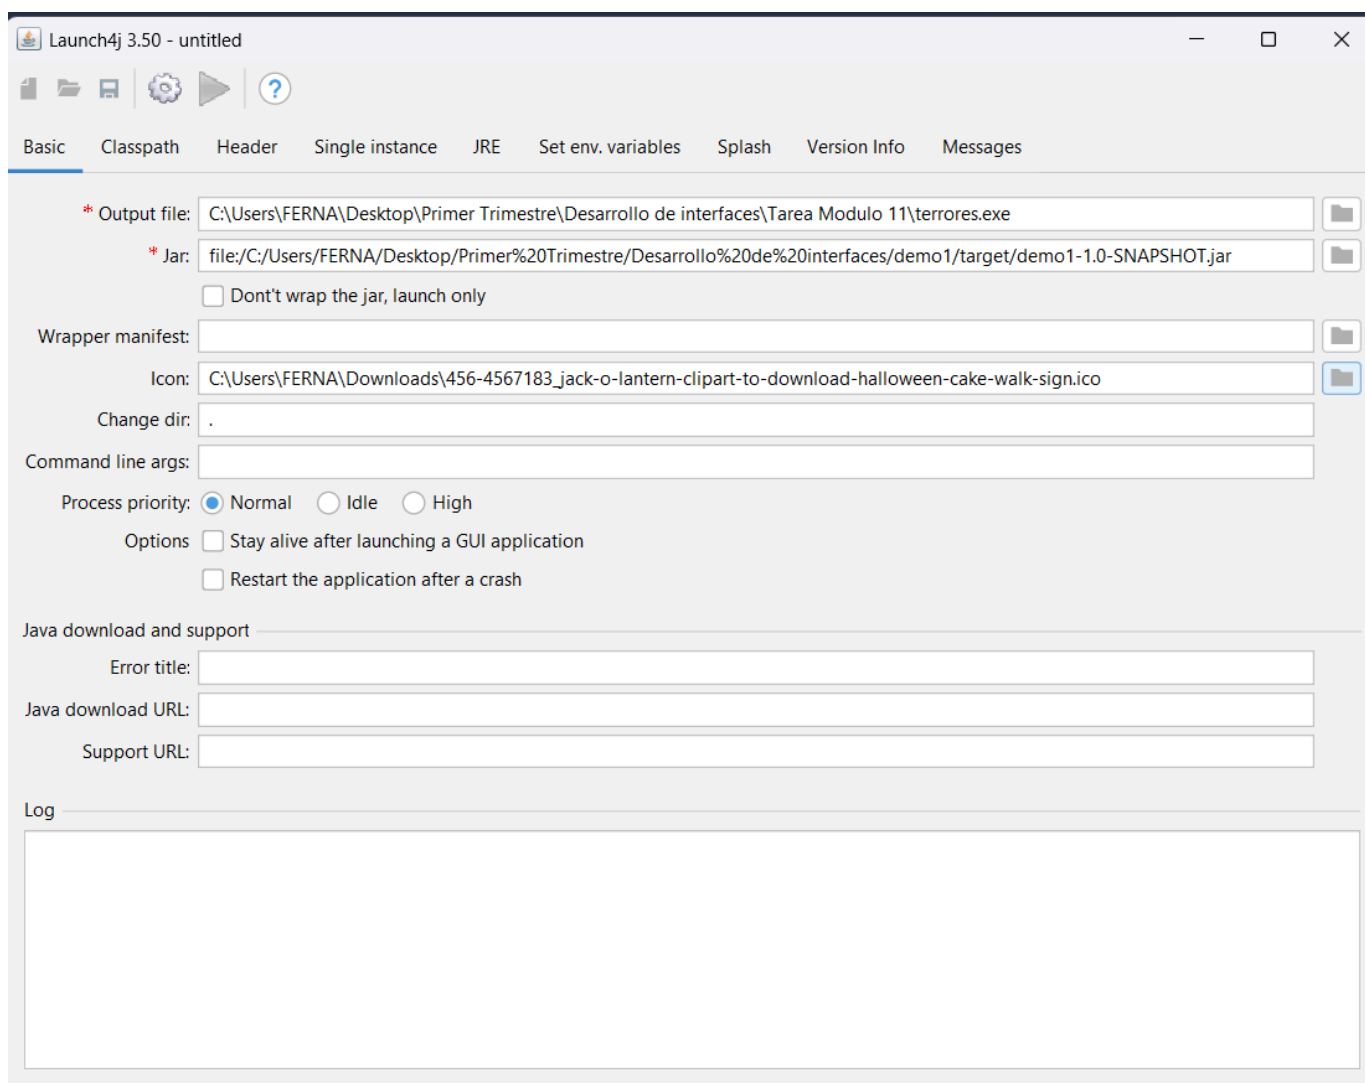 Launch4j 3.50 - untitled
?
Basic Classpath Header Single instance JRE Set env. variables Splash Version Info Messages
* Output file: C:\Users\FERNA\Desktop\Primer Trimestre\Desarrollo de interfaces\Tarea Modulo 11\terrores.exe
* Jar: file:/C:/Users/FERNA/Desktop/Primer%20Trimestre/Desarrollo%20de%20interfaces/demo1/target/demo1-1.0-SNAPSHOT.jar
Don't wrap the jar, launch only
Wrapper manifest:
Icon: C:\Users\FERNA\Downloads\456-4567183_jack-o-lantern-clipart-to-download-halloween-cake-walk-sign.ico
Change dir: .
Command line args:
Process priority: Normal Idle High
Options Stay alive after launching a GUI application
Restart the application after a crash
Java download and support
Error title:
Java download URL:
Support URL:
Log